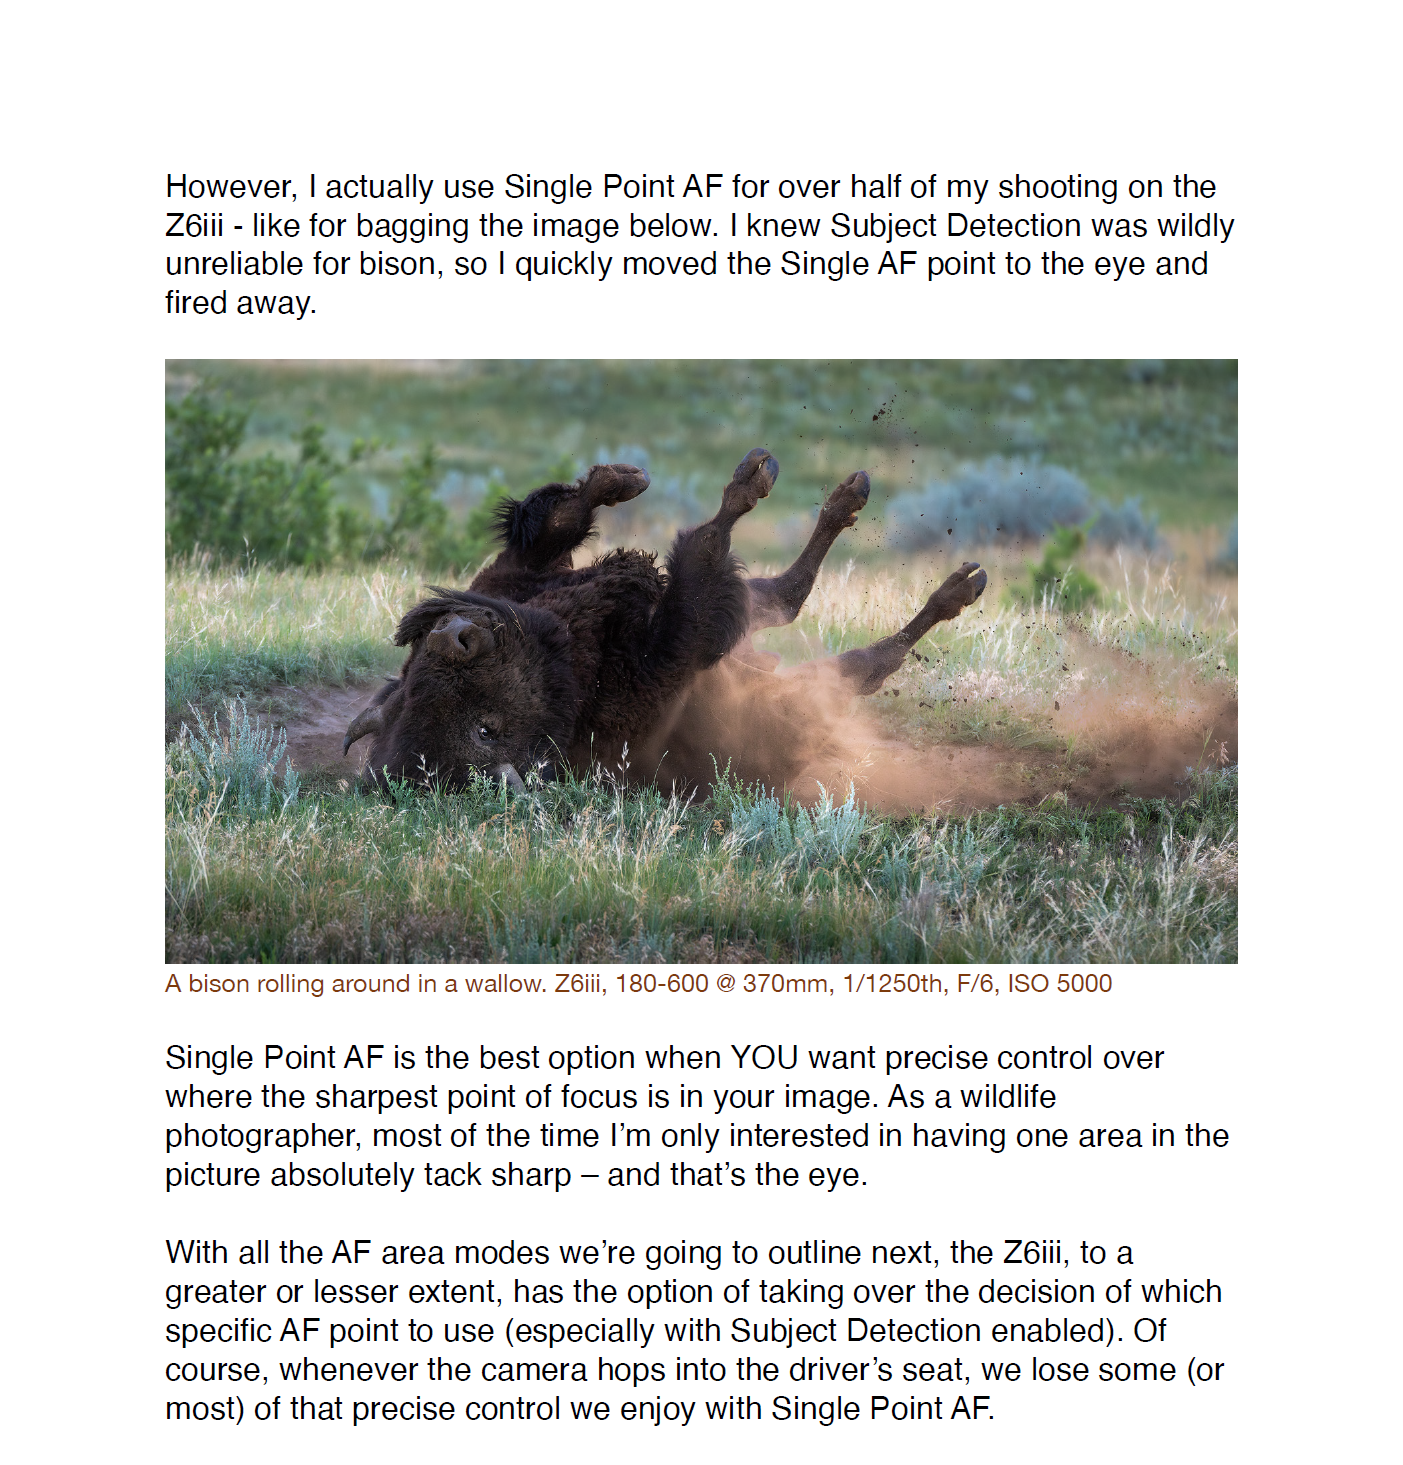 However, I actually use Single Point AF for over half of my shooting on the
Z6iii - like for bagging the image below. I knew Subject Detection was wildly
unreliable for bison, so I quickly moved the Single AF point to the eye and
fired away.
A bison rolling around in a wallow. Z6iii, 180-600 @ 370mm, 1/1250th, F/6, ISO 5000
Single Point AF is the best option when YOU want precise control over
where the sharpest point of focus is in your image. As a wildlife
photographer, most of the time I’m only interested in having one area in the
picture absolutely tack sharp – and that’s the eye.
With all the AF area modes we’re going to outline next, the Z6iii, to a
greater or lesser extent, has the option of taking over the decision of which
specific AF point to use (especially with Subject Detection enabled). Of
course, whenever the camera hops into the driver’s seat, we lose some (or
most) of that precise control we enjoy with Single Point AF.